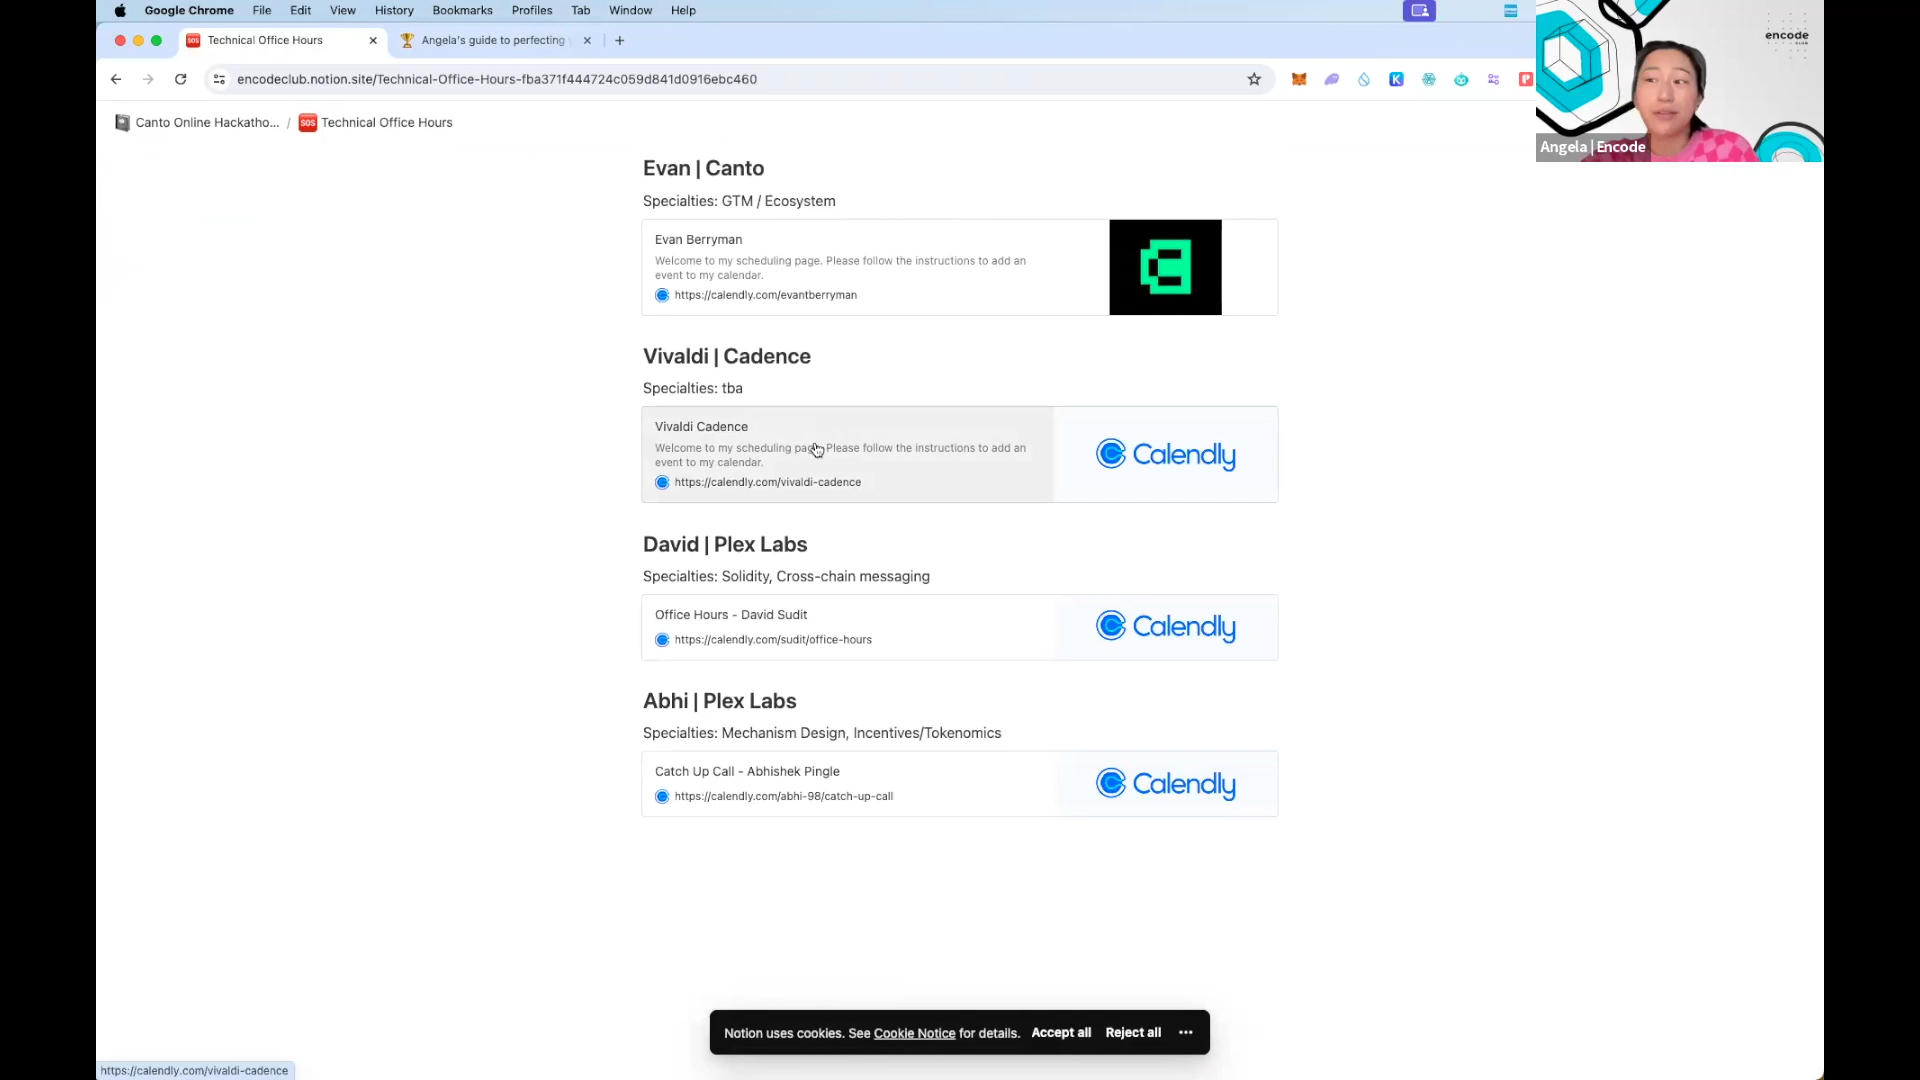 Google Chrome File Edit View History Bookmarks Profiles Tab Window Help
SOS Technical Office Hours
Angela's guide to perfecting
encodeclub.notion.site/Technical-Office-Hours-fba371f444724c059d841d0916ebc460
encode
CLUB
Angela | Encode
Canto Online Hackatho... / SOS Technical Office Hours
Evan | Canto
Specialties: GTM / Ecosystem
Evan Berryman
Welcome to my scheduling page. Please follow the instructions to add an
event to my calendar.
https://calendly.com/evantberryman
Vivaldi | Cadence
Specialties: tba
Vivaldi Cadence
Welcome to my scheduling page. Please follow the instructions to add an
event to my calendar.
https://calendly.com/vivaldi-cadence
Calendly
David | Plex Labs
Specialties: Solidity, Cross-chain messaging
Office Hours - David Sudit
https://calendly.com/sudit/office-hours
Calendly
Abhi | Plex Labs
Specialties: Mechanism Design, Incentives/Tokenomics
Catch Up Call - Abhishek Pingle
https://calendly.com/abhi-98/catch-up-call
Calendly
Notion uses cookies. See Cookie Notice for details. Accept all Reject all
https://calendly.com/vivaldi-cadence